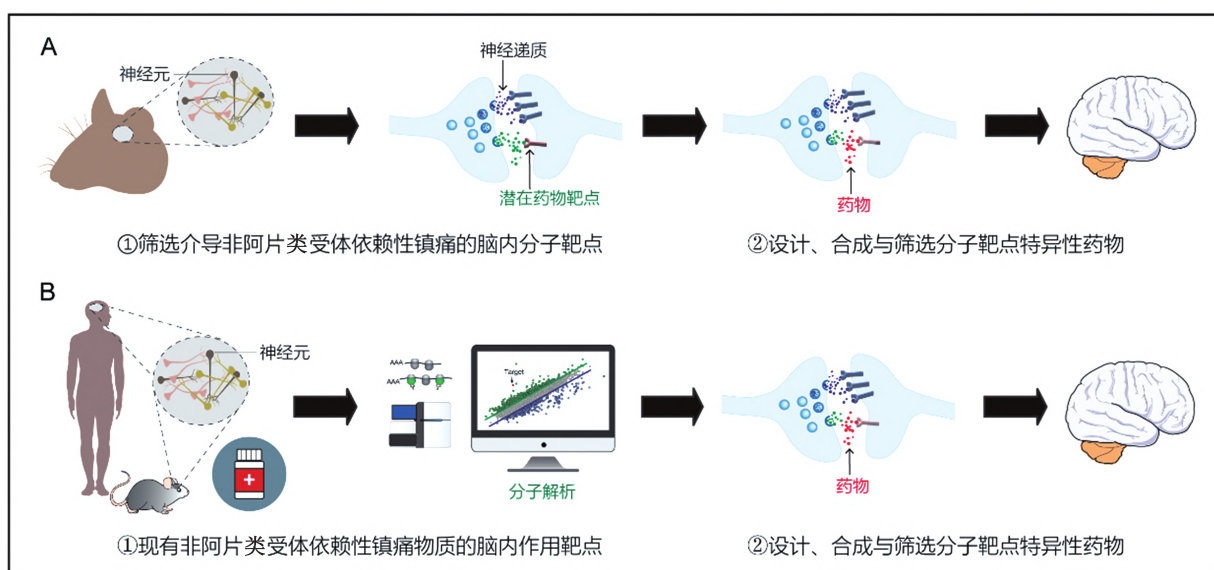 A
神经元
神经递质
潜在药物靶点
药物
①筛选介导非阿片类受体依赖性镇痛的脑内分子靶点
②设计、合成与筛选分子靶点特异性药物
B
神经元
AAA
AAA
Target
分子解析
药物
①现有非阿片类受体依赖性镇痛物质的脑内作用靶点
②设计、合成与筛选分子靶点特异性药物